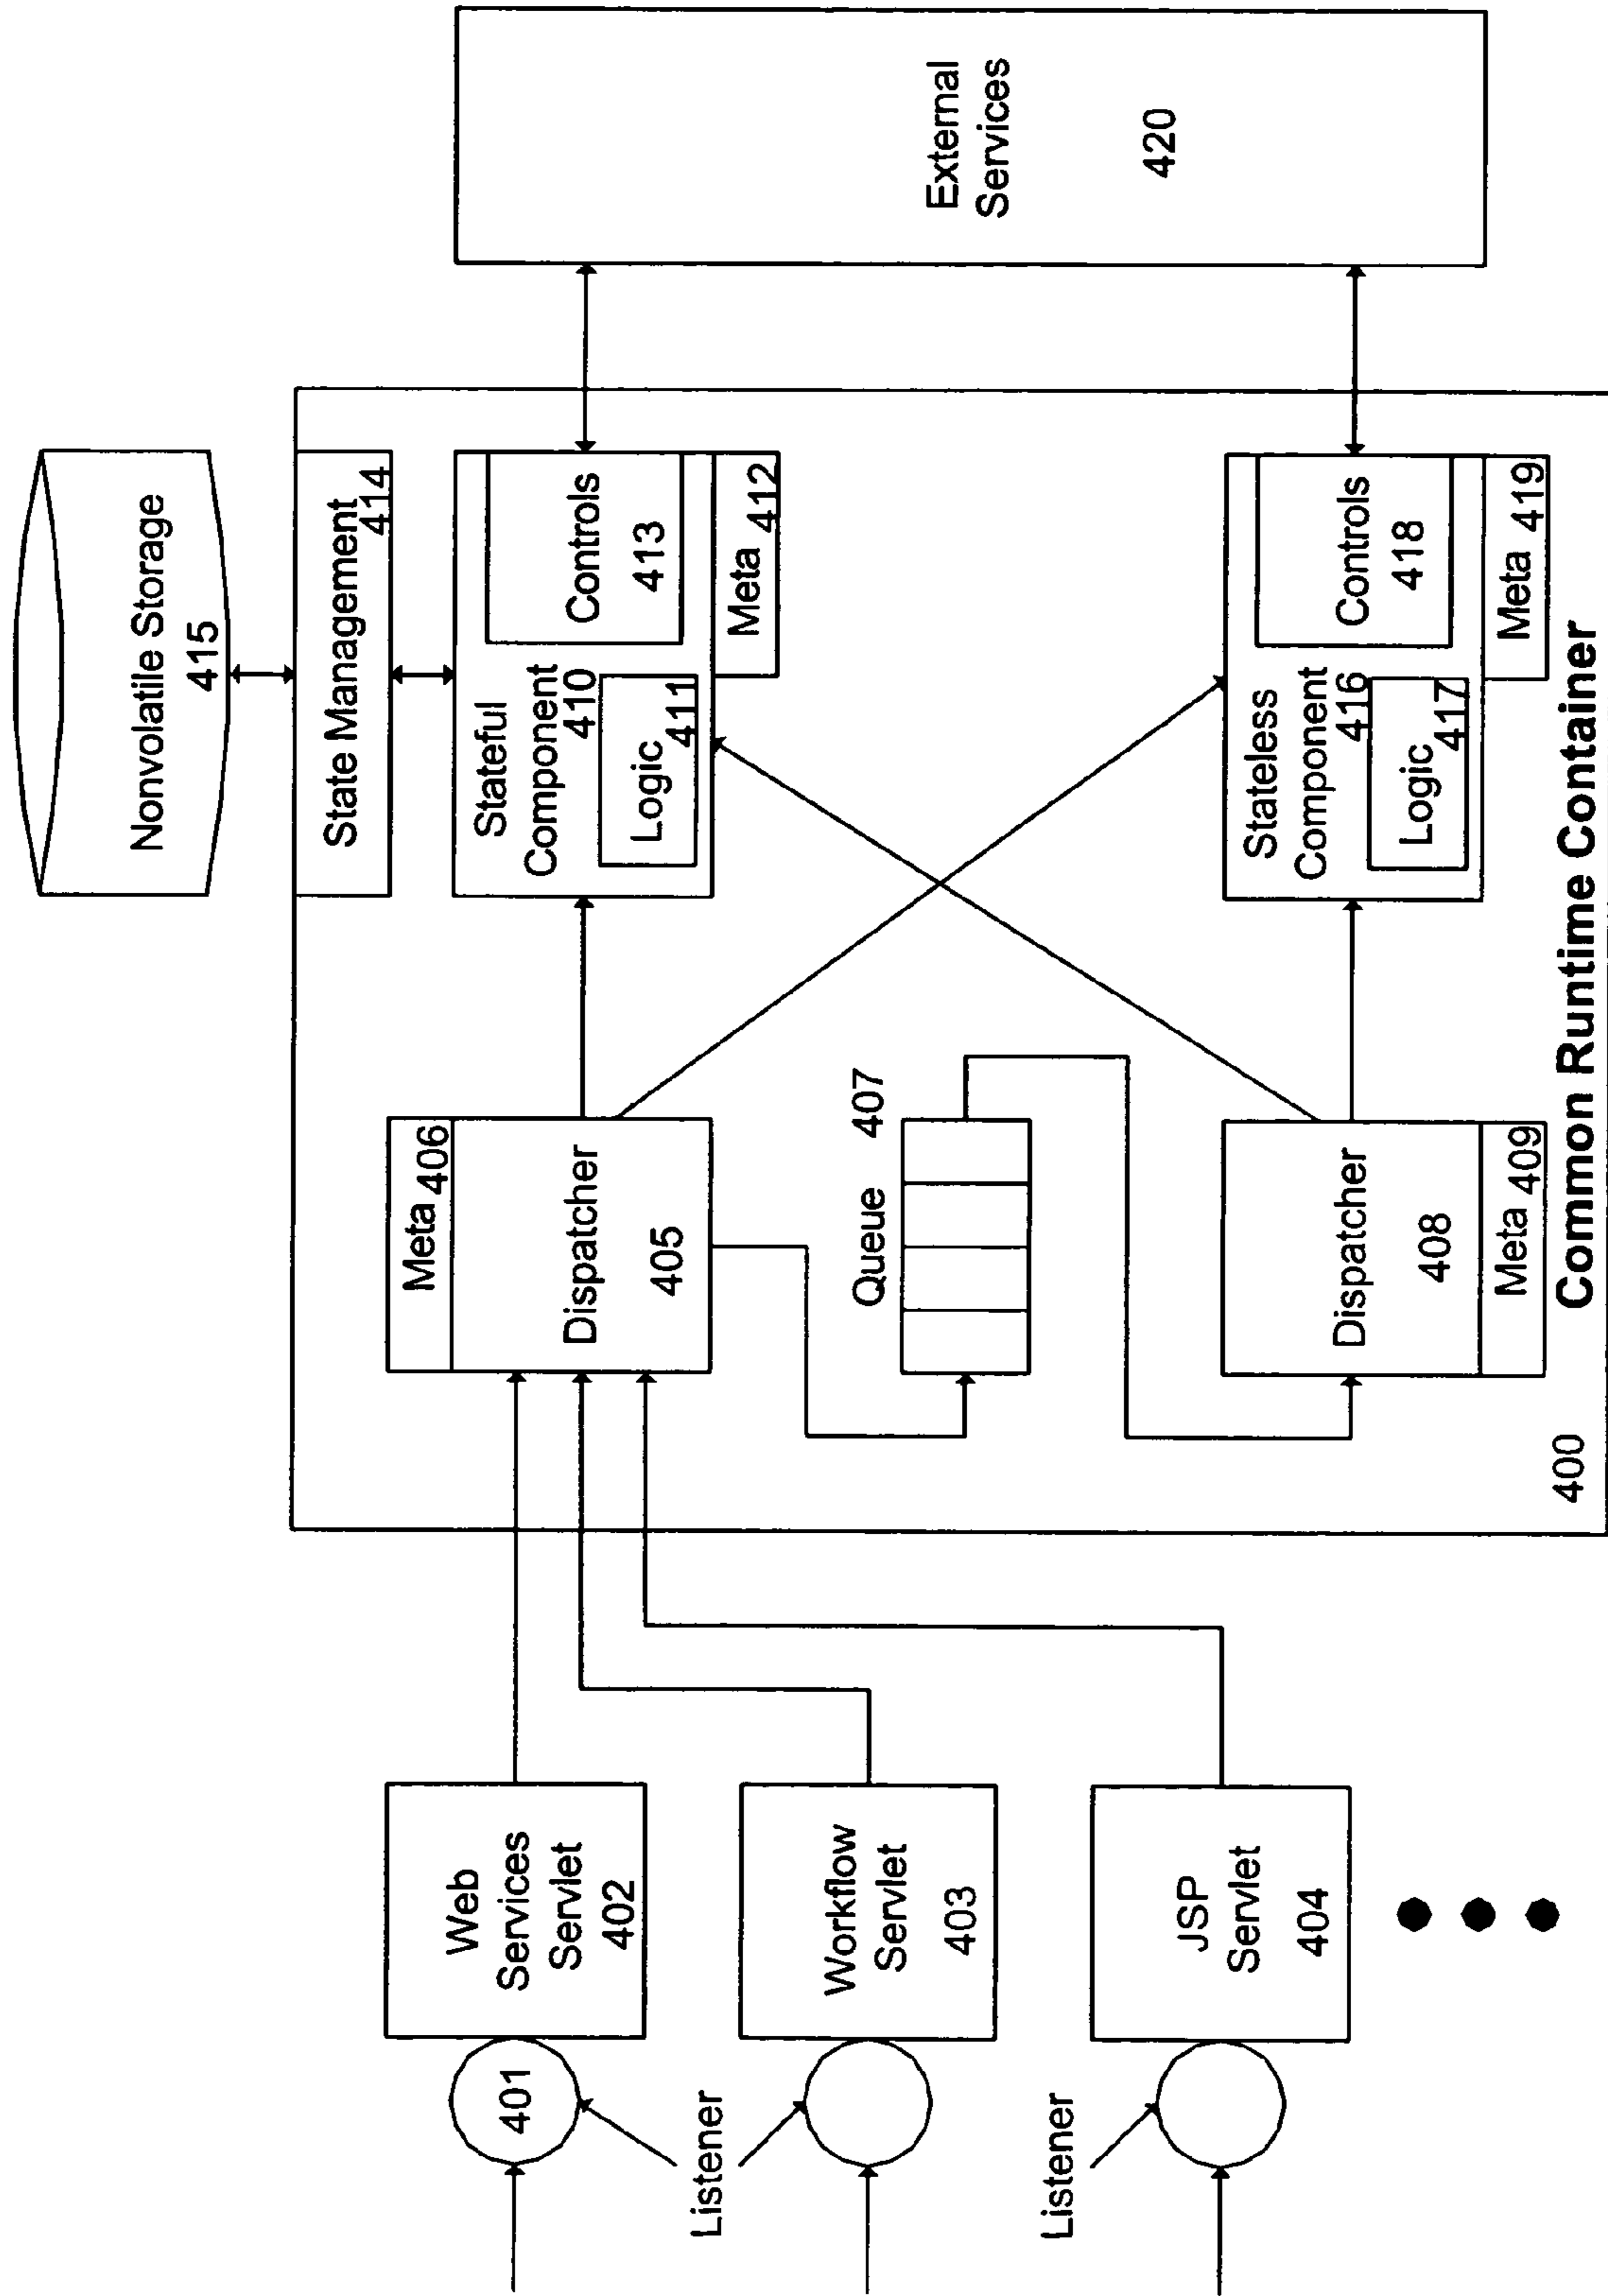 Nonvolatile Storage
415
State Management
414
Stateful
Component
410
Logic
411
Controls
413
Meta 412
External
Services
420
Meta 406
Dispatcher
405
Queue 407
Dispatcher
408
Meta 409
Stateless
Component
416
Logic
417
Controls
418
Meta 419
400 Common Runtime Container
Web
Services
Servlet
402
401
Listener
Workflow
Servlet
403
Listener
JSP
Servlet
404